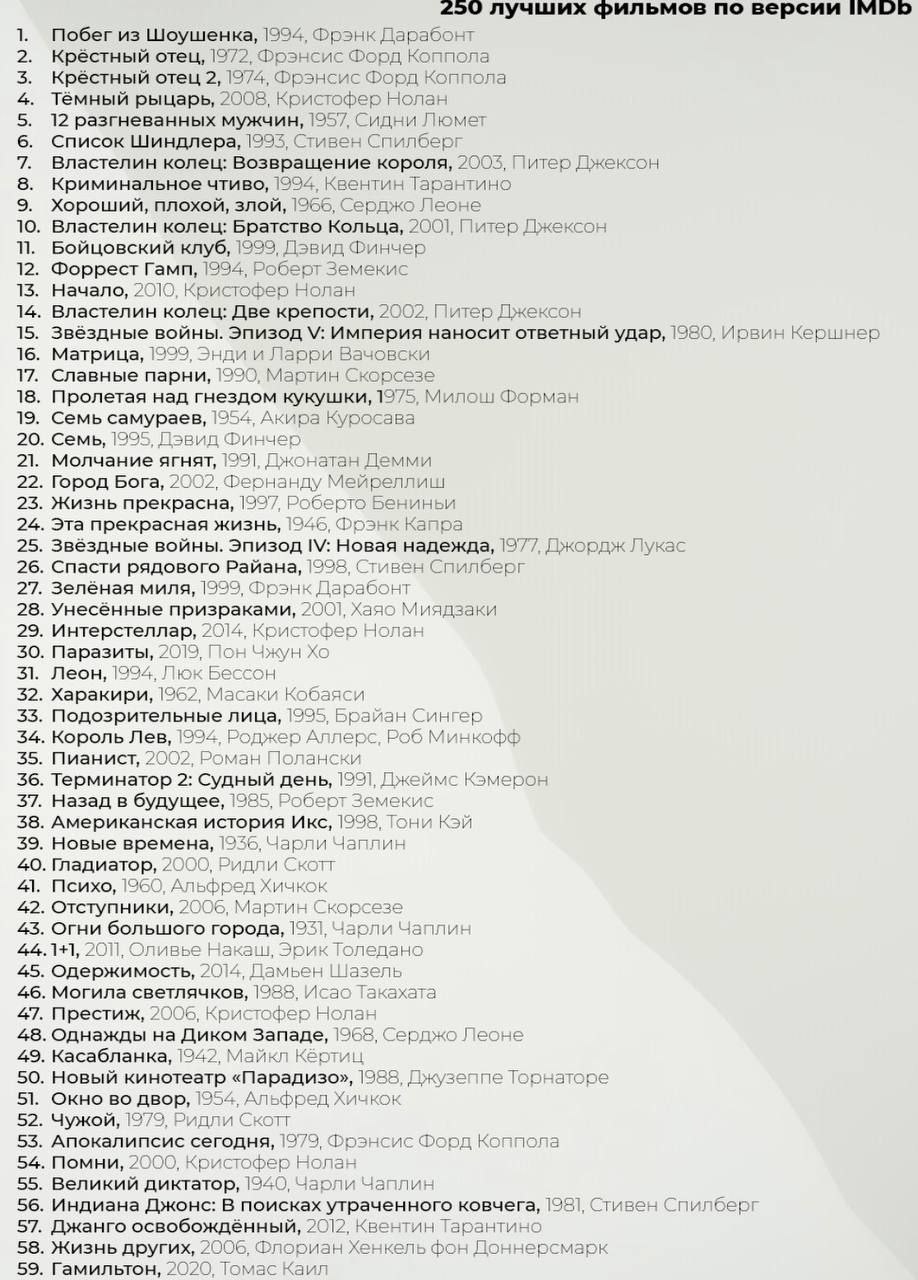 250 лучших фильмов по версии IMDb
1. Побег из Шоушенка, 1994, Фрэнк Дарабонт
2. Крёстный отец, 1972, Фрэнсис Форд Коппола
3. Крёстный отец 2, 1974, Фрэнсис Форд Коппола
4. Тёмный рыцарь, 2008, Кристофер Нолан
5. 12 разгневанных мужчин, 1957, Сидни Люмет
6. Список Шиндлера, 1993, Стивен Спилберг
7. Властелин колец: Возвращение короля, 2003, Питер Джексон
8. Криминальное чтиво, 1994, Квентин Тарантино
9. Хороший, плохой, злой, 1966, Серджо Леоне
10. Властелин колец: Братство Кольца, 2001, Питер Джексон
11. Бойцовский клуб, 1999, Дэвид Финчер
12. Форрест Гамп, 1994, Роберт Земекис
13. Начало, 2010, Кристофер Нолан
14. Властелин колец: Две крепости, 2002, Питер Джексон
15. Звёздные войны. Эпизод V: Империя наносит ответный удар, 1980, Ирвин Кершнер
16. Матрица, 1999, Энди и Ларри Вачовски
17. Славные парни, 1990, Мартин Скорсезе
18. Пролетая над гнездом кукушки, 1975, Милош Форман
19. Семь самураев, 1954, Акира Куросава
20. Семь, 1995, Дэвид Финчер
21. Молчание ягнят, 1991, Джонатан Демми
22. Город Бога, 2002, Фернанду Мейреллиш
23. Жизнь прекрасна, 1997, Роберто Бениньи
24. Эта прекрасная жизнь, 1946, Фрэнк Капра
25. Звёздные войны. Эпизод IV: Новая надежда, 1977, Джордж Лукас
26. Спасти рядового Райана, 1998, Стивен Спилберг
27. Зелёная миля, 1999, Фрэнк Дарабонт
28. Унесённые призраками, 2001, Хаяо Миядзаки
29. Интерстеллар, 2014, Кристофер Нолан
30. Паразиты, 2019, Пон Чжун Хо
31. Леон, 1994, Люк Бессон
32. Харакири, 1962, Масаки Кобаяси
33. Подозрительные лица, 1995, Брайан Сингер
34. Король Лев, 1994, Роджер Аллерс, Роб Минкофф
35. Пианист, 2002, Роман Полански
36. Терминатор 2: Судный день, 1991, Джеймс Кэмерон
37. Назад в будущее, 1985, Роберт Земекис
38. Американская история Икс, 1998, Тони Кэй
39. Новые времена, 1936, Чарли Чаплин
40. Гладиатор, 2000, Ридли Скотт
41. Психо, 1960, Альфред Хичкок
42. Отступники, 2006, Мартин Скорсезе
43. Огни большого города, 1931, Чарли Чаплин
44. 1+1, 2011, Оливье Накаш, Эрик Толедано
45. Одержимость, 2014, Дамьен Шазель
46. Могила светлячков, 1988, Исао Такахата
47. Престиж, 2006, Кристофер Нолан
48. Однажды на Диком Западе, 1968, Серджо Леоне
49. Касабланка, 1942, Майкл Кёртиц
50. Новый кинотеатр «Парадизо», 1988, Джузеппе Торнаторе
51. Окно во двор, 1954, Альфред Хичкок
52. Чужой, 1979, Ридли Скотт
53. Апокалипсис сегодня, 1979, Фрэнсис Форд Коппола
54. Помни, 2000, Кристофер Нолан
55. Великий диктатор, 1940, Чарли Чаплин
56. Индиана Джонс: В поисках утраченного ковчега, 1981, Стивен Спилберг
57. Джанго освобождённый, 2012, Квентин Тарантино
58. Жизнь других, 2006, Флориан Хенкель фон Доннерсмарк
59. Гамильтон, 2020, Томас Каил